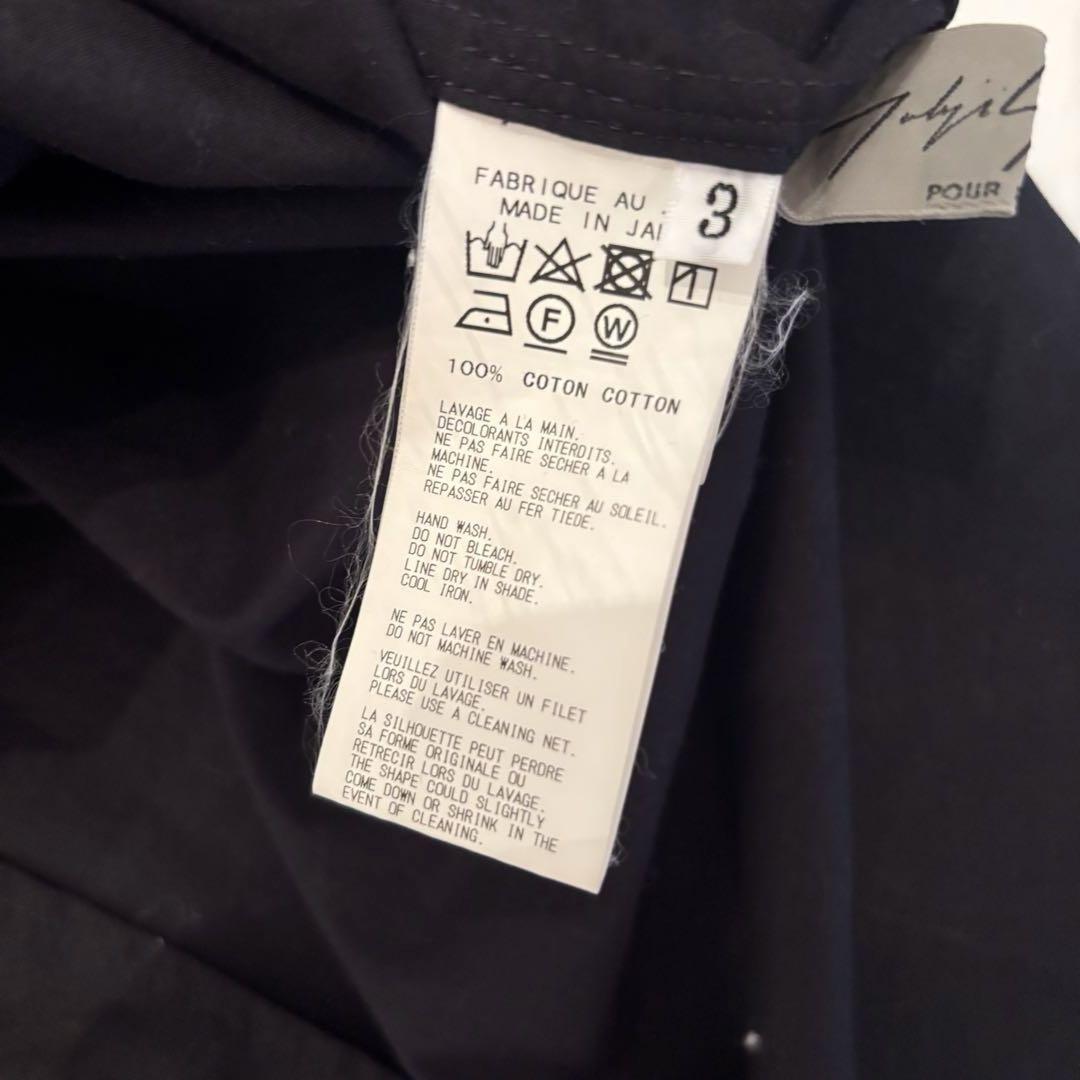 FABRIQUE AU
MADE IN JA
3
F
W
100% COTON COTTON
LAVAGE A LA MAIN.
DECOLORANTS INTERDITS.
NE PAS FAIRE SECHER A LA
MACHINE.
NE PAS FAIRE SECHER AU SOLEIL.
REPASSER AU FER TIEDE.
HAND WASH.
DO NOT BLEACH.
DO NOT TUMBLE DRY.
LINE DRY IN SHADE.
COOL IRON.
NE PAS LAVER EN MACHINE.
DO NOT MACHINE WASH.
VEUILLEZ UTILISER UN FILET
LORS DU LAVAGE.
PLEASE USE A CLEANING NET.
LA SILHOUETTE PEUT PERDRE
SA FORME ORIGINALE OU
RETRECIR LORS DU LAVAGE.
THE SHAPE COULD SLIGHTLY
COME DOWN OR SHRINK IN THE
EVENT OF CLEANING.
POUR